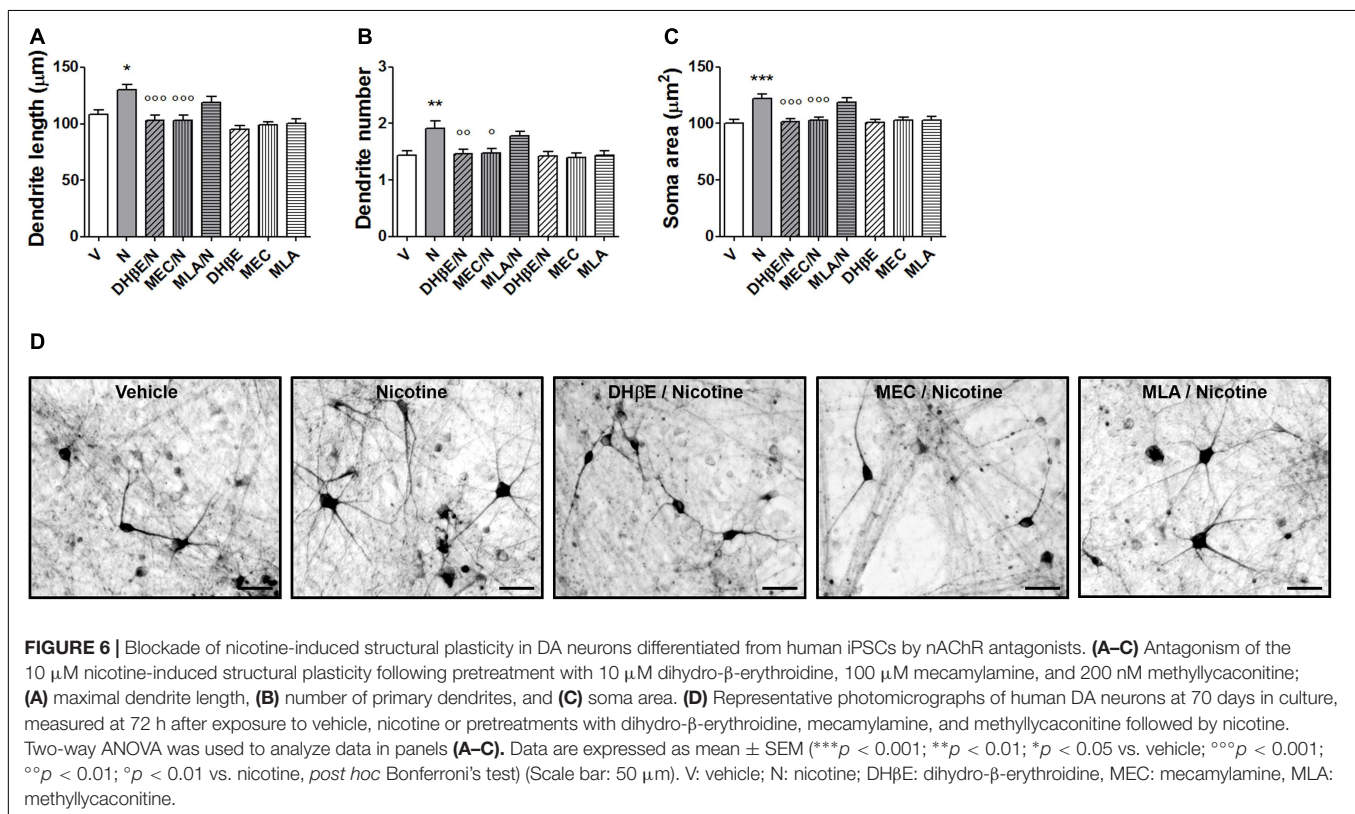 A
B
C
Dendrite length (μm)
150
100
50
0
*
°°° °°°
V
N
DHβE/N
MEC/N
MLA/N
DHβE
MEC
MLA
Dendrite number
3
2
1
0
**
°° °
V
N
DHβE/N
MEC/N
MLA/N
DHβE/N
MEC
MLA
Soma area (μm²)
150
100
50
0
***
°°° °°°
V
N
DHβE/N
MEC/N
MLA/N
DHβE
MEC
MLA
D
Vehicle
Nicotine
DHβE / Nicotine
MEC / Nicotine
MLA / Nicotine
FIGURE 6 | Blockade of nicotine-induced structural plasticity in DA neurons differentiated from human iPSCs by nAChR antagonists. (A–C) Antagonism of the
10 μM nicotine-induced structural plasticity following pretreatment with 10 μM dihydro-β-erythroidine, 100 μM mecamylamine, and 200 nM methyllycaconitine;
(A) maximal dendrite length, (B) number of primary dendrites, and (C) soma area. (D) Representative photomicrographs of human DA neurons at 70 days in culture,
measured at 72 h after exposure to vehicle, nicotine or pretreatments with dihydro-β-erythroidine, mecamylamine, and methyllycaconitine followed by nicotine.
Two-way ANOVA was used to analyze data in panels (A–C). Data are expressed as mean ± SEM (***p < 0.001; **p < 0.01; *p < 0.05 vs. vehicle; °°°p < 0.001;
°°p < 0.01; °p < 0.01 vs. nicotine, post hoc Bonferroni's test) (Scale bar: 50 μm). V: vehicle; N: nicotine; DHβE: dihydro-β-erythroidine, MEC: mecamylamine, MLA:
methyllycaconitine.